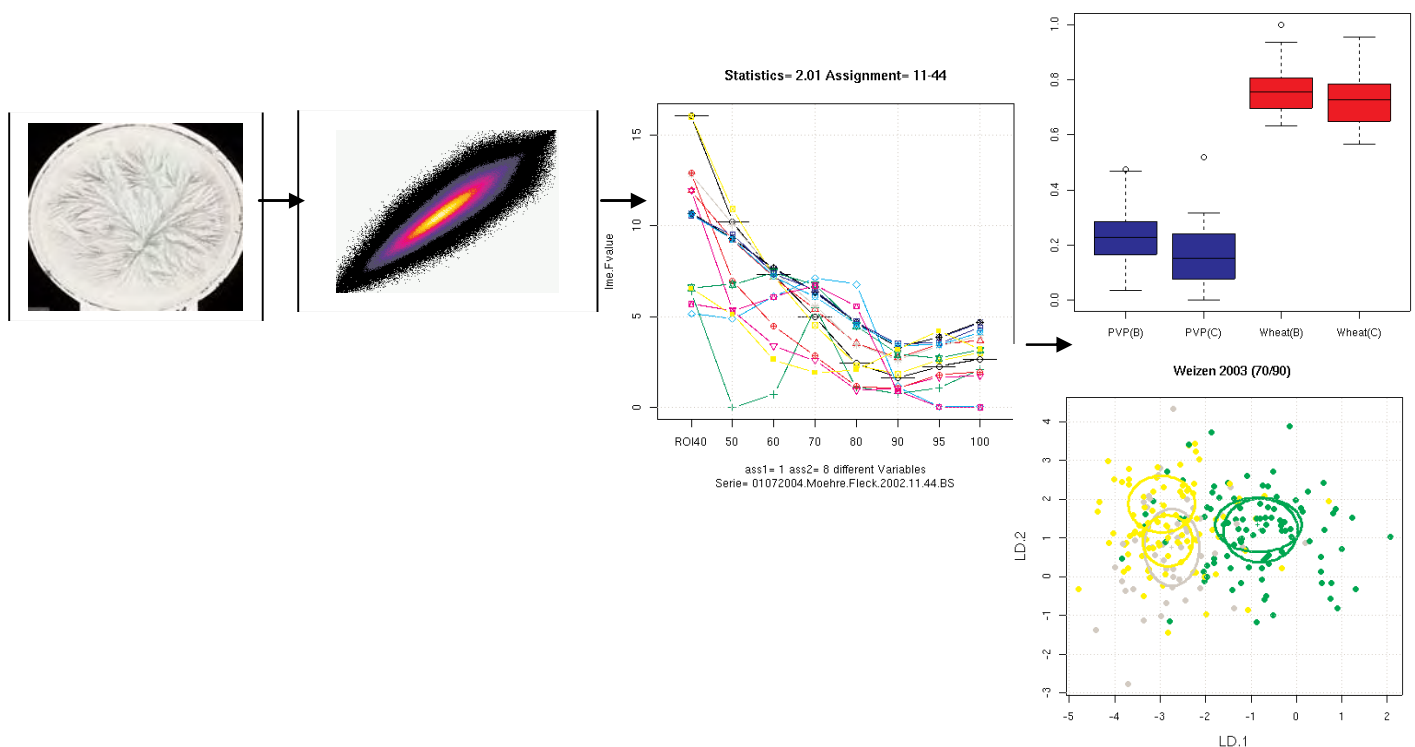 Statistics= 2.01 Assignment= 11-44
lme.Fvalue
15
10
5
0
ROI40 50 60 70 80 90 95 100
ass1= 1 ass2= 8 different Variables
Serie= 01072004.Moehre.Fleck.2002.11.44.BS
1.0
0.8
0.6
0.4
0.2
0.0
PVP(B) PVP(C) Wheat(B) Wheat(C)
Weizen 2003 (70/90)
LD.2
4
3
2
1
0
-1
-2
-3
-5 -4 -3 -2 -1 0 1 2
LD.1